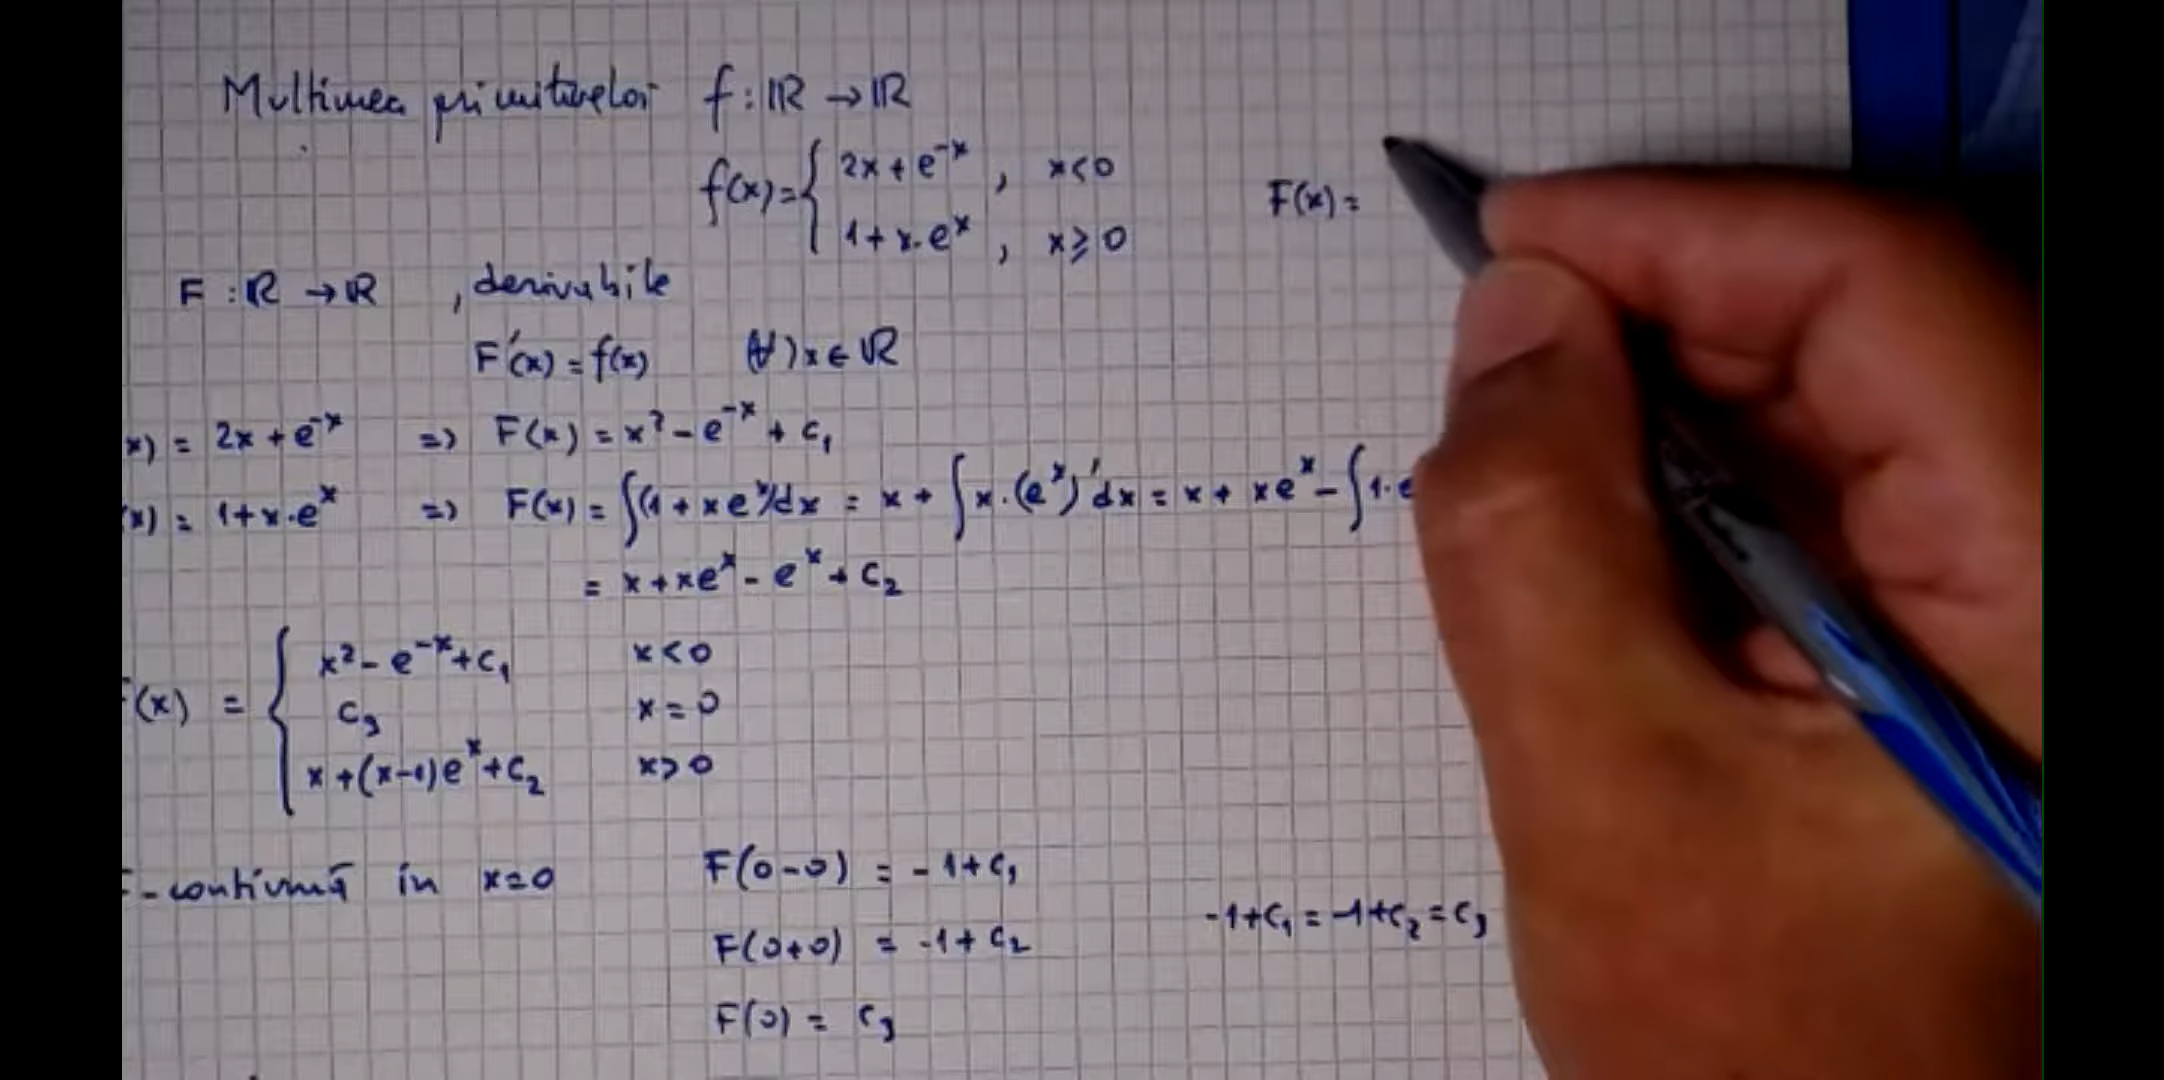 Mulțimea primitivelor f : ℝ → ℝ
f(x) = { 2x + e^{-x} , x < 0
1 + x·e^x , x ≥ 0
F(x) =
F : ℝ → ℝ , derivabile
F'(x) = f(x) (∀) x ∈ ℝ
x) = 2x + e^{-x} => F(x) = x² - e^{-x} + c₁
(x) = 1 + x·e^x => F(x) = ∫(1 + xe^x)dx = x + ∫x·(e^x)'dx = x + xe^x - ∫1·e
= x + xe^x - e^x + c₂
F(x) = { x² - e^{-x} + c₁ x < 0
c₃ x = 0
x + (x-1)e^x + c₂ x > 0
F - continuă în x=0 F(0-0) = -1 + c₁
F(0+0) = -1 + c₂
-1+c₁ = -1+c₂ = c₃
F(0) = c₃